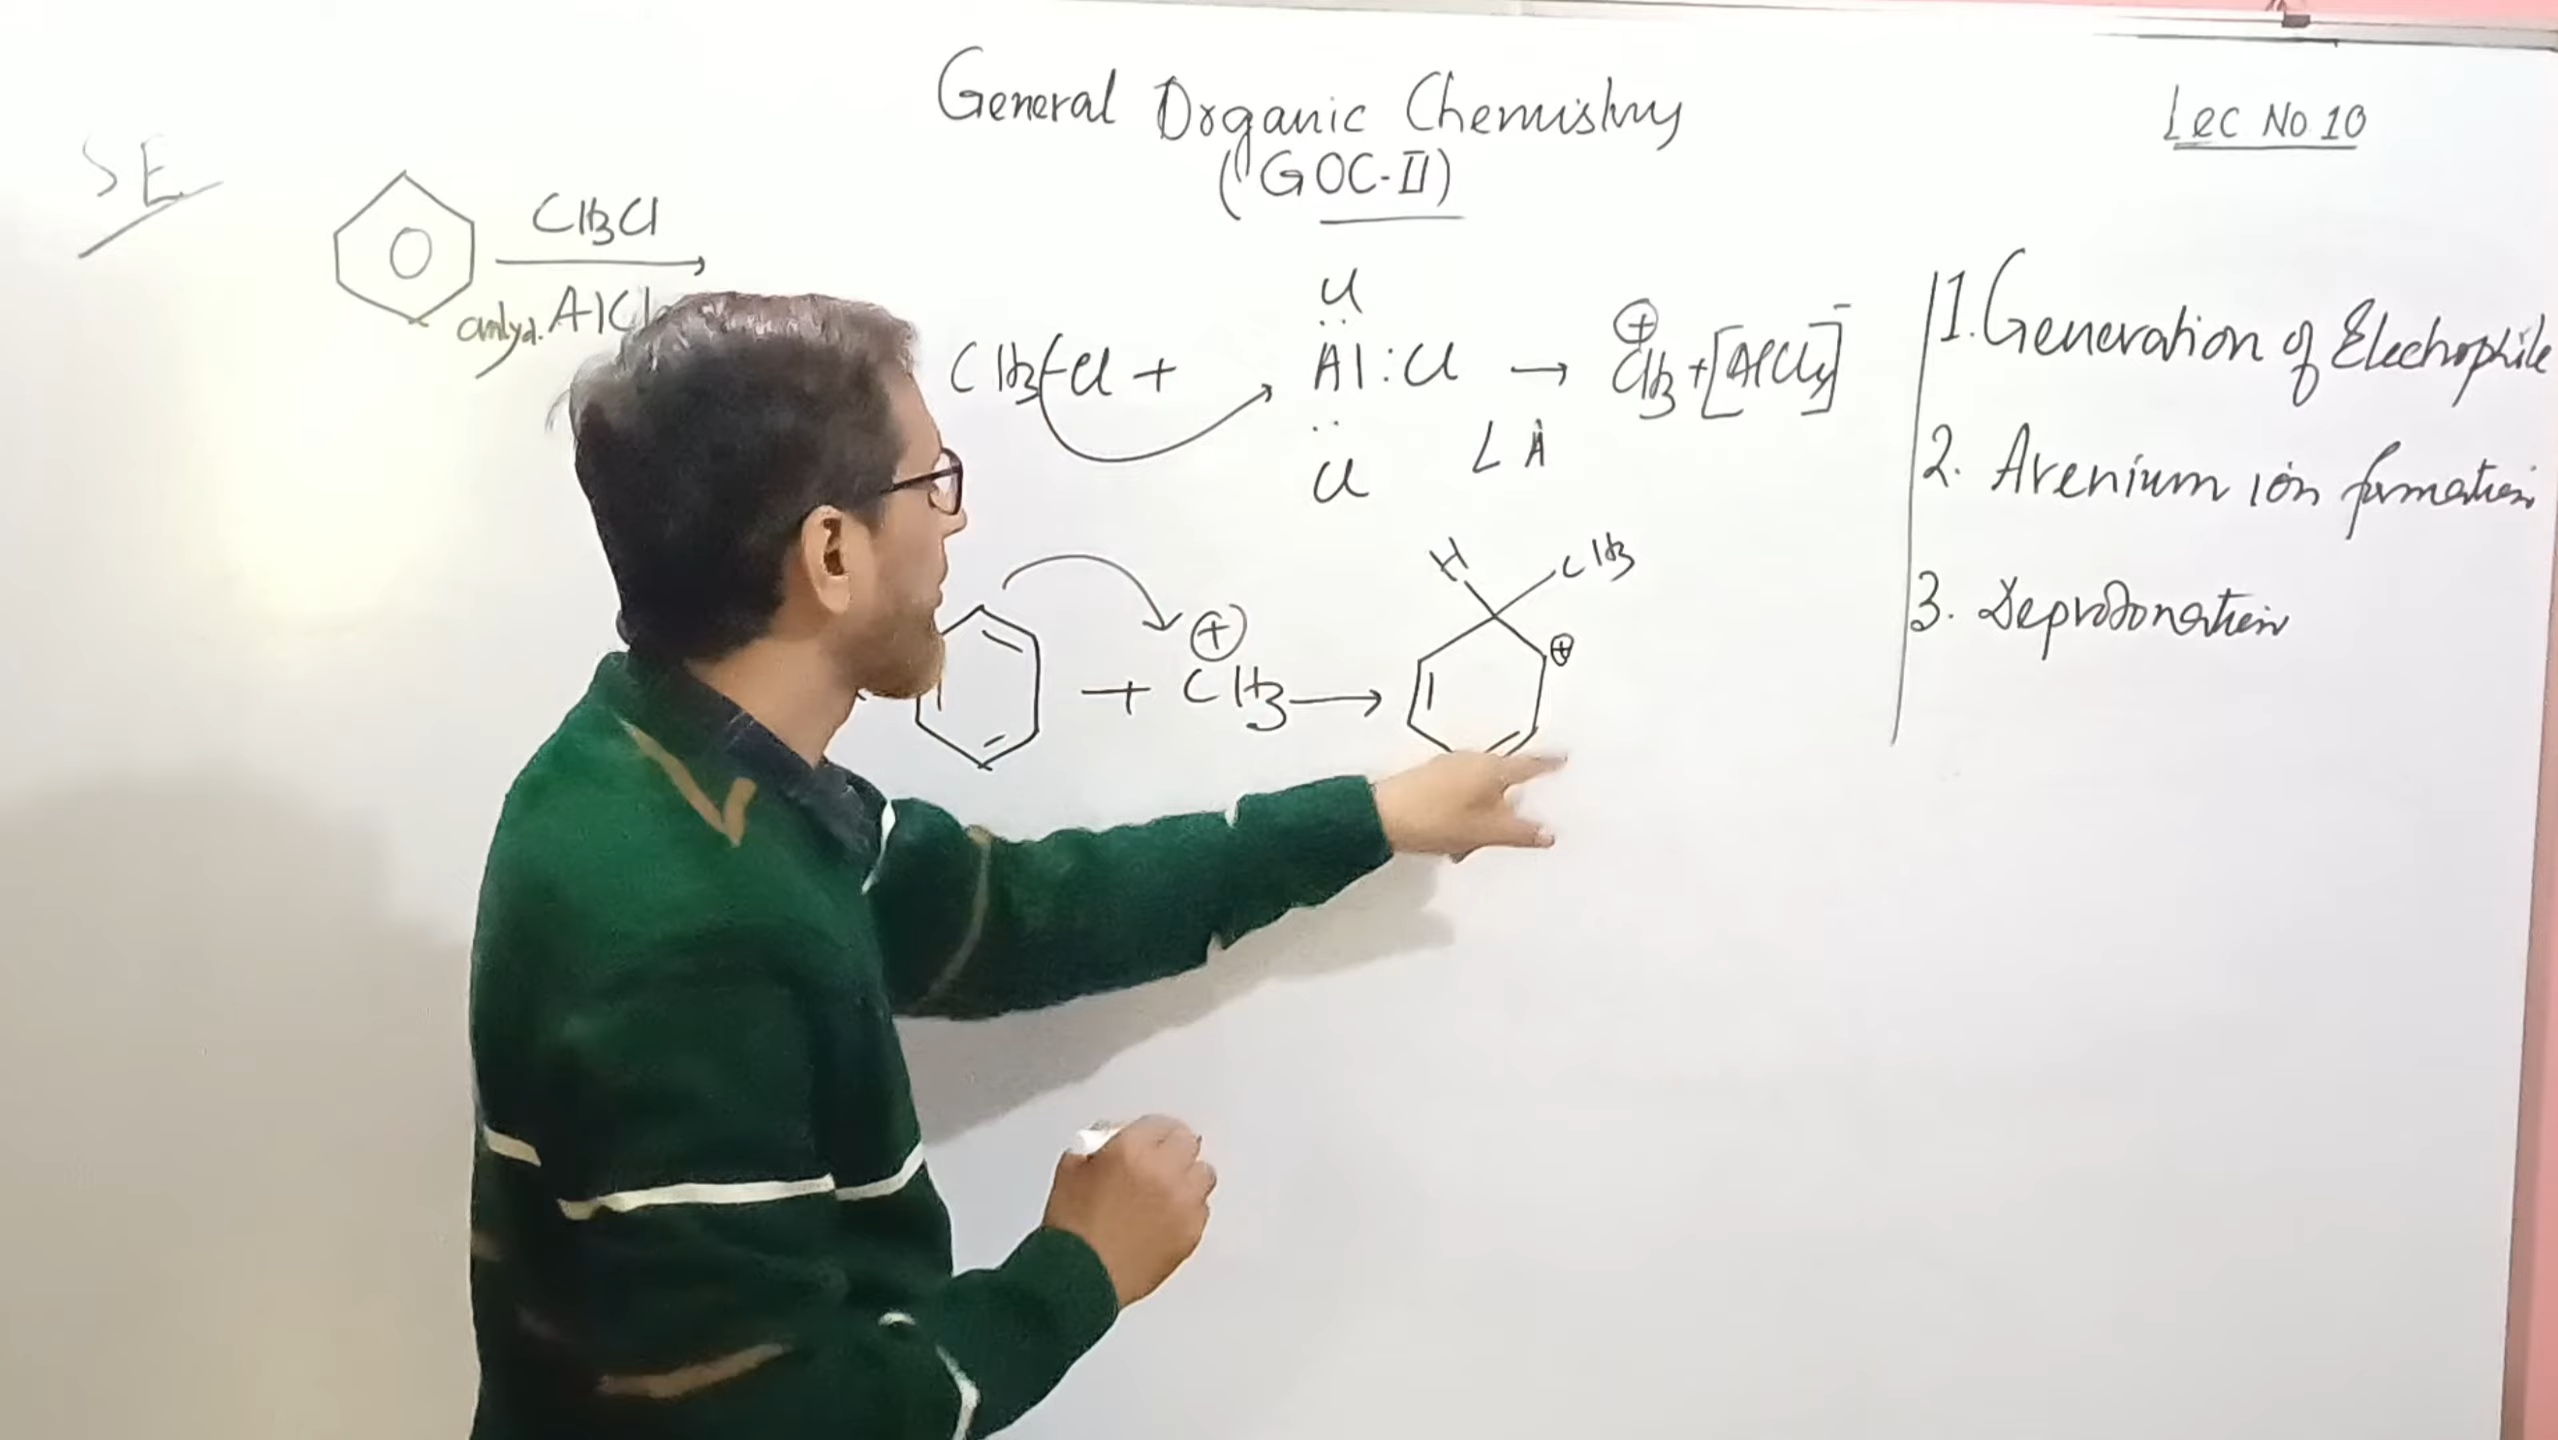 General Organic Chemistry
(GOC-II)
Lec No 10
SE
CH3Cl
anhyd. AlCl
CH3-Cl + Al:Cl → CH3 + [AlCl4]-
Cl
Cl
⊕
LA
+ CH3 →
⊕
H
CH3
⊕
1. Generation of Electrophile
2. Arenium ion formation
3. Deprotonation